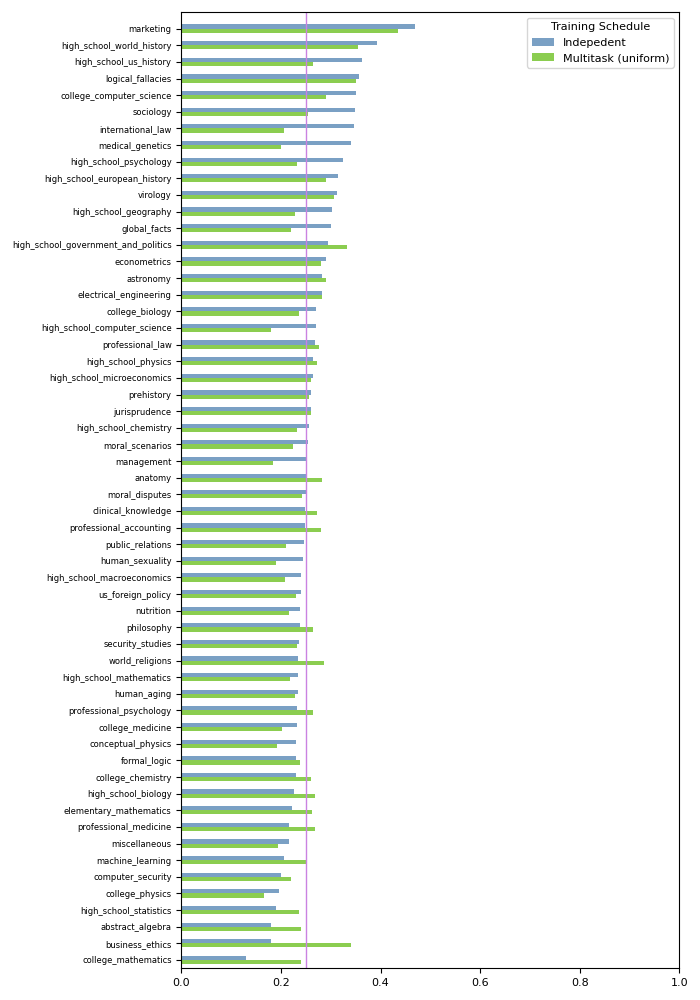 Training Schedule
Indepedent
Multitask (uniform)
marketing
high_school_world_history
high_school_us_history
logical_fallacies
college_computer_science
sociology
international_law
medical_genetics
high_school_psychology
high_school_european_history
virology
high_school_geography
global_facts
high_school_government_and_politics
econometrics
astronomy
electrical_engineering
college_biology
high_school_computer_science
professional_law
high_school_physics
high_school_microeconomics
prehistory
jurisprudence
high_school_chemistry
moral_scenarios
management
anatomy
moral_disputes
clinical_knowledge
professional_accounting
public_relations
human_sexuality
high_school_macroeconomics
us_foreign_policy
nutrition
philosophy
security_studies
world_religions
high_school_mathematics
human_aging
professional_psychology
college_medicine
conceptual_physics
formal_logic
college_chemistry
high_school_biology
elementary_mathematics
professional_medicine
miscellaneous
machine_learning
computer_security
college_physics
high_school_statistics
abstract_algebra
business_ethics
college_mathematics
0.0 0.2 0.4 0.6 0.8 1.0